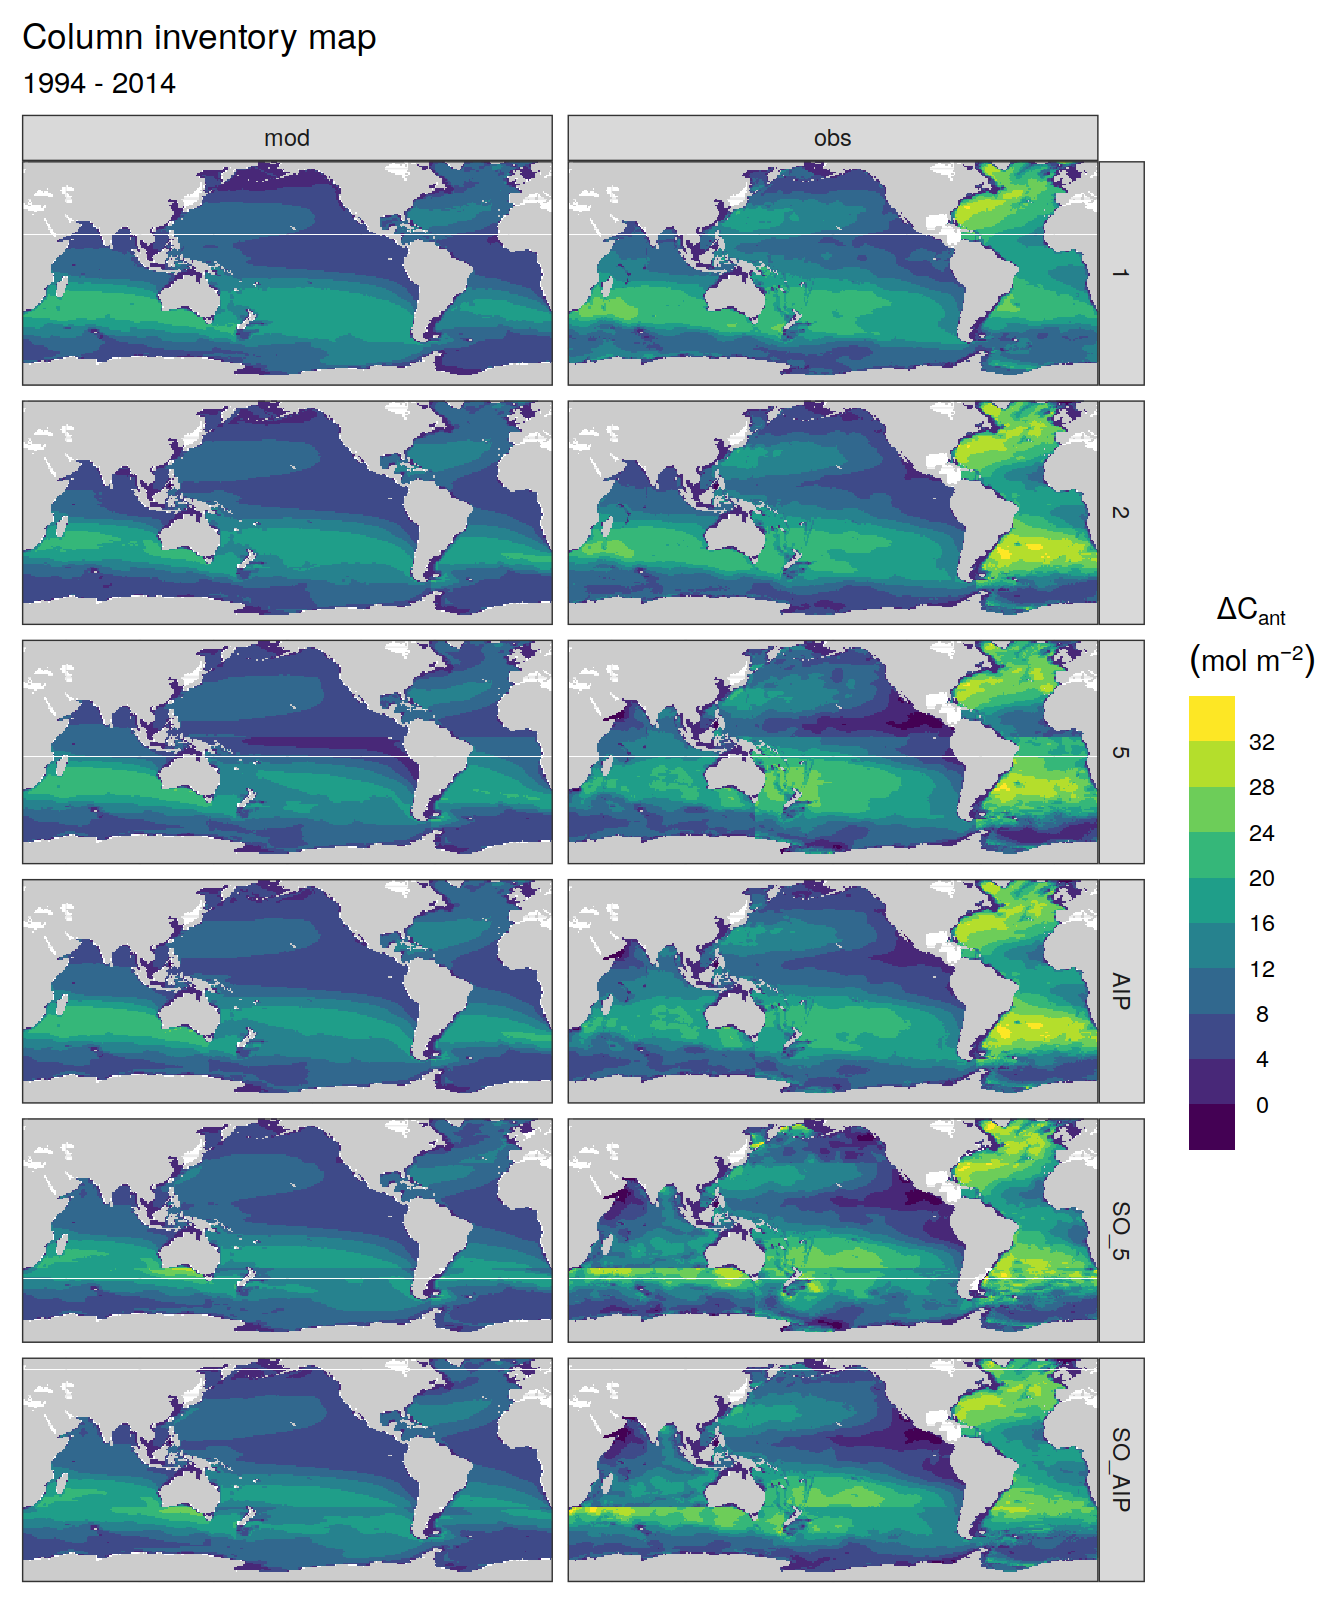 Column inventory map
1994 - 2014
mod
obs
1
2
5
AIP
SO_5
SO_AIP
ΔCant
(mol m−2)
32
28
24
20
16
12
8
4
0